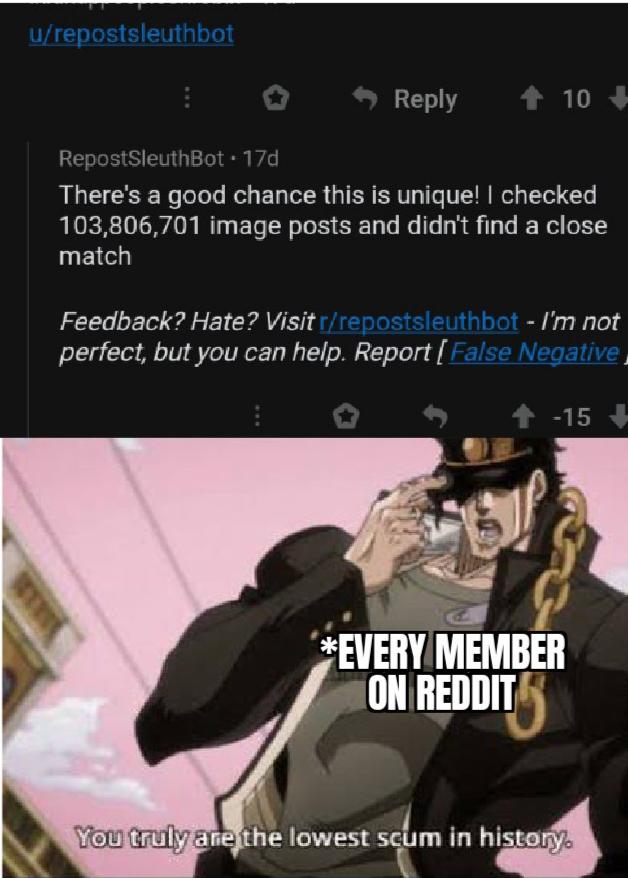 u/repostsleuthbot
Reply 10
RepostSleuthBot • 17d
There's a good chance this is unique! I checked
103,806,701 image posts and didn't find a close
match
Feedback? Hate? Visit r/repostsleuthbot - I'm not
perfect, but you can help. Report [ False Negative ]
-15
*EVERY MEMBER
ON REDDIT
You truly are the lowest scum in history.